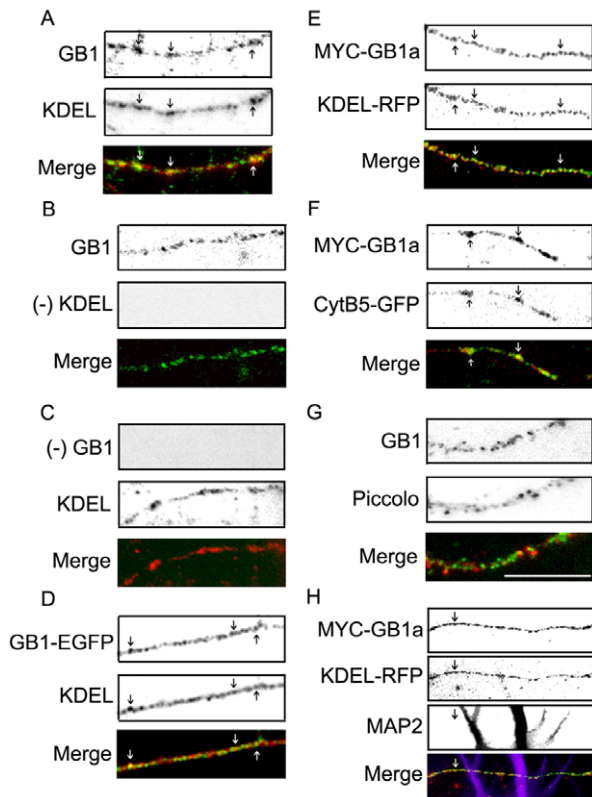 A
GB1
KDEL
Merge
B
GB1
(-) KDEL
Merge
C
(-) GB1
KDEL
Merge
D
GB1-EGFP
KDEL
Merge
E
MYC-GB1a
KDEL-RFP
Merge
F
MYC-GB1a
CytB5-GFP
Merge
G
GB1
Piccolo
Merge
H
MYC-GB1a
KDEL-RFP
MAP2
Merge